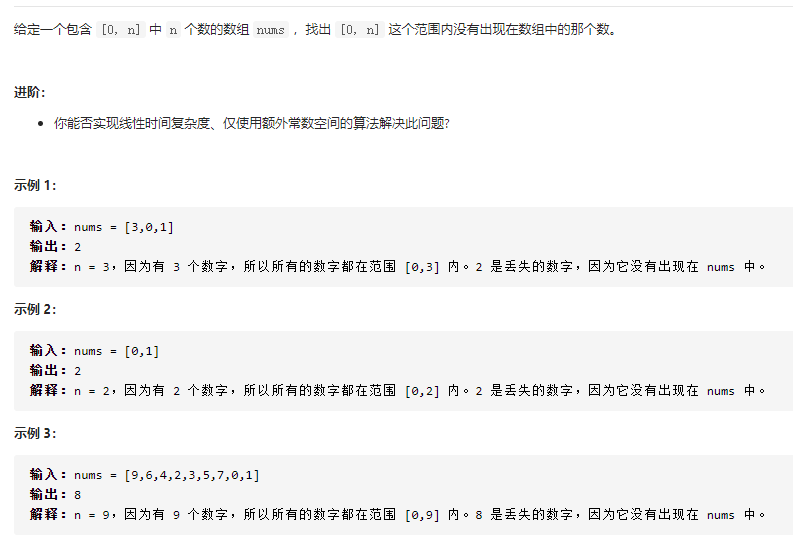 给定一个包含 [0, n] 中 n 个数的数组 nums ，找出 [0, n] 这个范围内没有出现在数组中的那个数。
进阶：
• 你能否实现线性时间复杂度、仅使用额外常数空间的算法解决此问题?
示例 1：
输入：nums = [3,0,1]
输出：2
解释：n = 3，因为有 3 个数字，所以所有的数字都在范围 [0,3] 内。2 是丢失的数字，因为它没有出现在 nums 中。
示例 2：
输入：nums = [0,1]
输出：2
解释：n = 2，因为有 2 个数字，所以所有的数字都在范围 [0,2] 内。2 是丢失的数字，因为它没有出现在 nums 中。
示例 3：
输入：nums = [9,6,4,2,3,5,7,0,1]
输出：8
解释：n = 9，因为有 9 个数字，所以所有的数字都在范围 [0,9] 内。8 是丢失的数字，因为它没有出现在 nums 中。